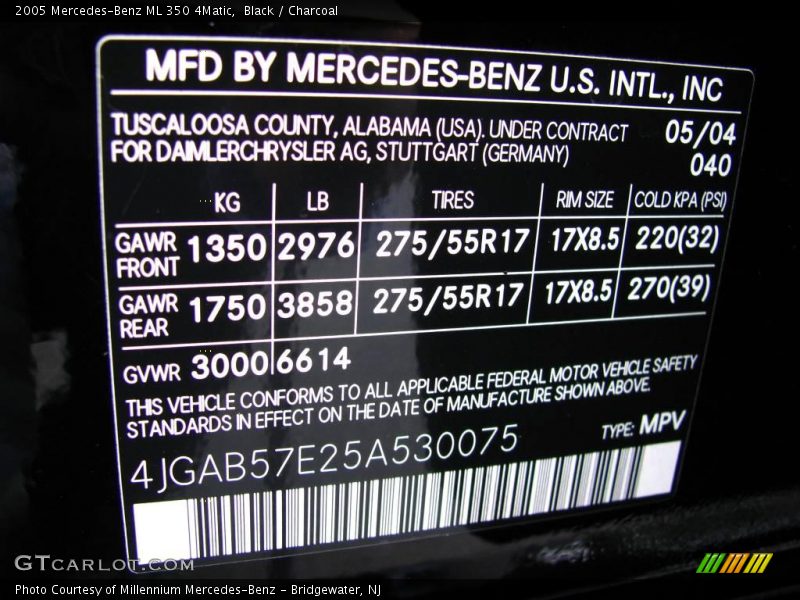 2005 Mercedes-Benz ML 350 4Matic, Black / Charcoal
MFD BY MERCEDES-BENZ U.S. INTL., INC
TUSCALOOSA COUNTY, ALABAMA (USA). UNDER CONTRACT 05/04
FOR DAIMLERCHRYSLER AG, STUTTGART (GERMANY) 040
KG LB TIRES RIM SIZE COLD KPA (PSI)
GAWR FRONT 1350 2976 275/55R17 17X8.5 220(32)
GAWR REAR 1750 3858 275/55R17 17X8.5 270(39)
GVWR 3000 6614
THIS VEHICLE CONFORMS TO ALL APPLICABLE FEDERAL MOTOR VEHICLE SAFETY
STANDARDS IN EFFECT ON THE DATE OF MANUFACTURE SHOWN ABOVE.
4JGAB57E25A530075 TYPE: MPV
GTCARLOT.COM
Photo Courtesy of Millennium Mercedes-Benz - Bridgewater, NJ